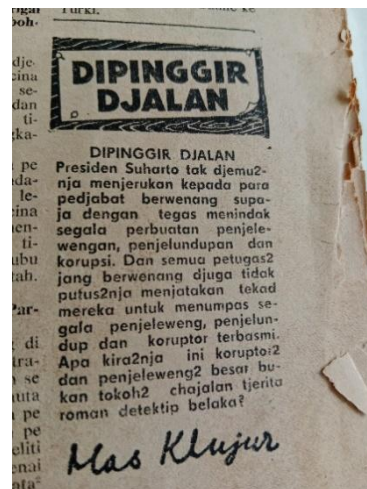 Turki.
DIPINGGIR
DJALAN
DIPINGGIR DJALAN
Presiden Suharto tak djemu2-
nja menjerukan kepada para
pedjabat berwenang supa-
ja dengan tegas menindak
segala perbuatan penjele-
wengan, penjelundupan dan
korupsi. Dan semua petugas2
jang berwenang djuga tidak
putus2nja menjatakan tekad
mereka untuk menumpas se-
gala penjeleweng, penjelun-
dup dan koruptor terbasmi.
Apa kira2nja ini koruptor2
dan penjeleweng2 besar bu-
kan tokoh2 chajalan tjerita
roman detektip belaka?
Mas Klujur